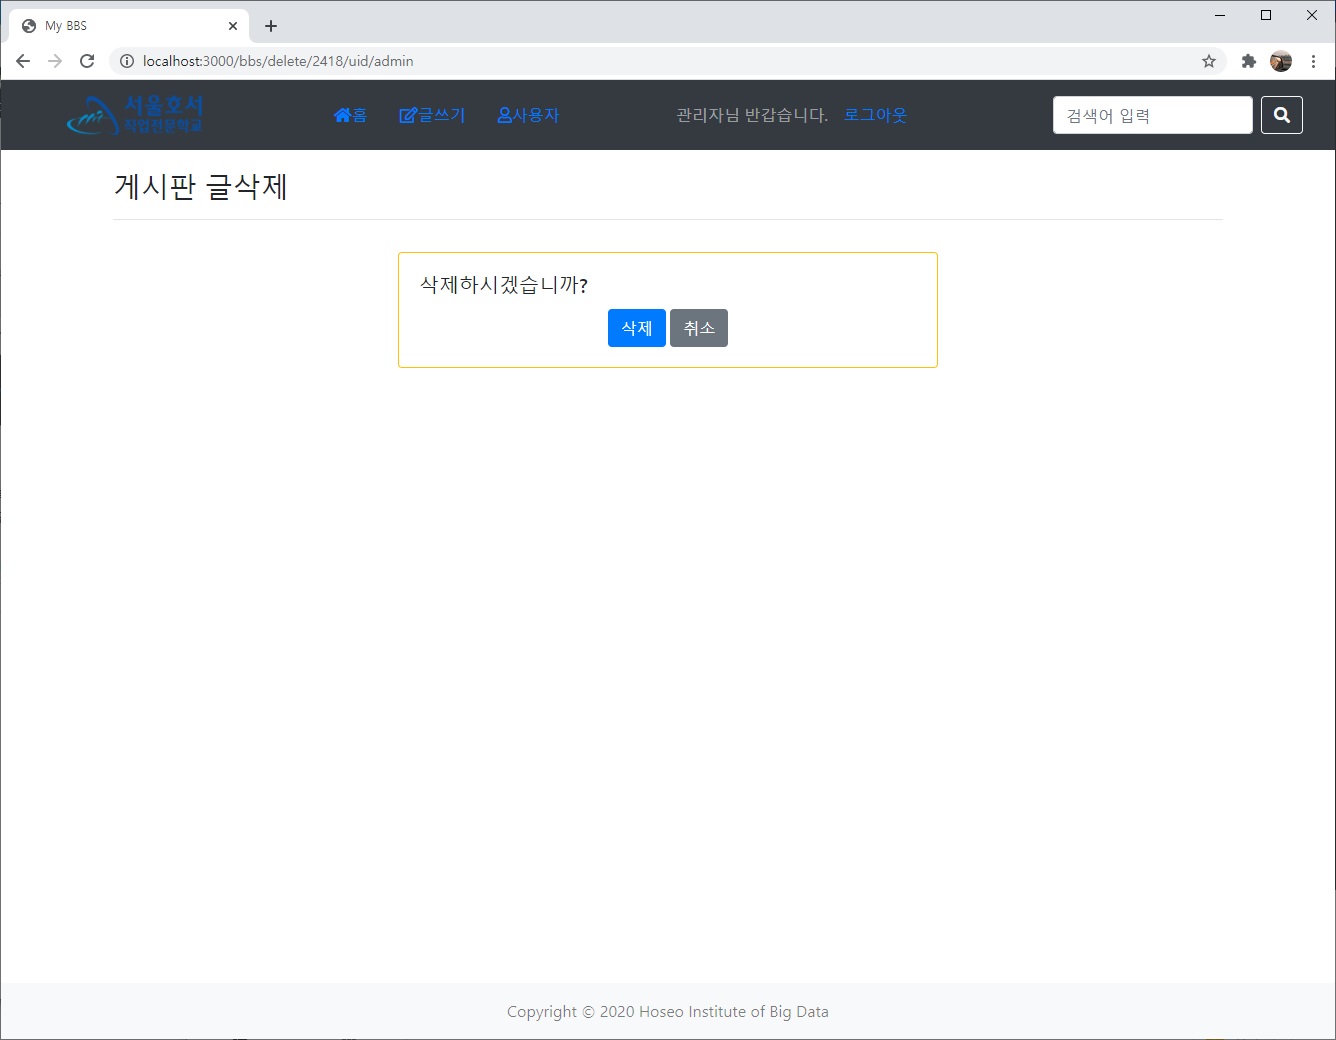 My BBS
localhost:3000/bbs/delete/2418/uid/admin
서울호서
직업전문학교
홈 글쓰기 사용자 관리자님 반갑습니다. 로그아웃 검색어 입력
게시판 글삭제
삭제하시겠습니까?
삭제 취소
Copyright © 2020 Hoseo Institute of Big Data